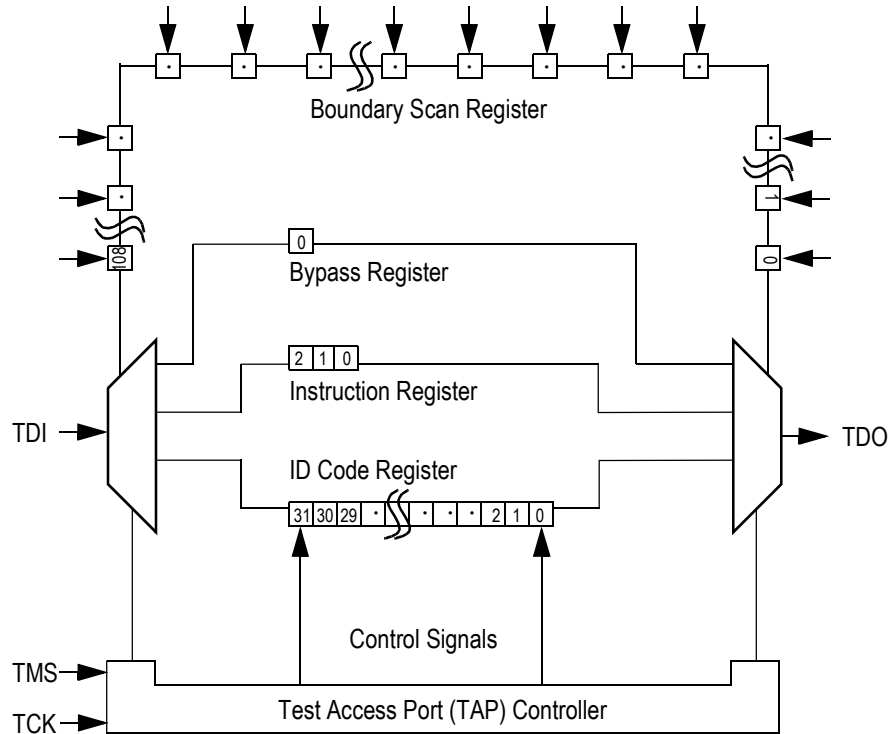 · · · · · · · ·
Boundary Scan Register
· ·
· 1
108 0
0
Bypass Register
2 1 0
Instruction Register
TDI TDO
ID Code Register
31 30 29 · · · · 2 1 0
Control Signals
TMS
Test Access Port (TAP) Controller
TCK